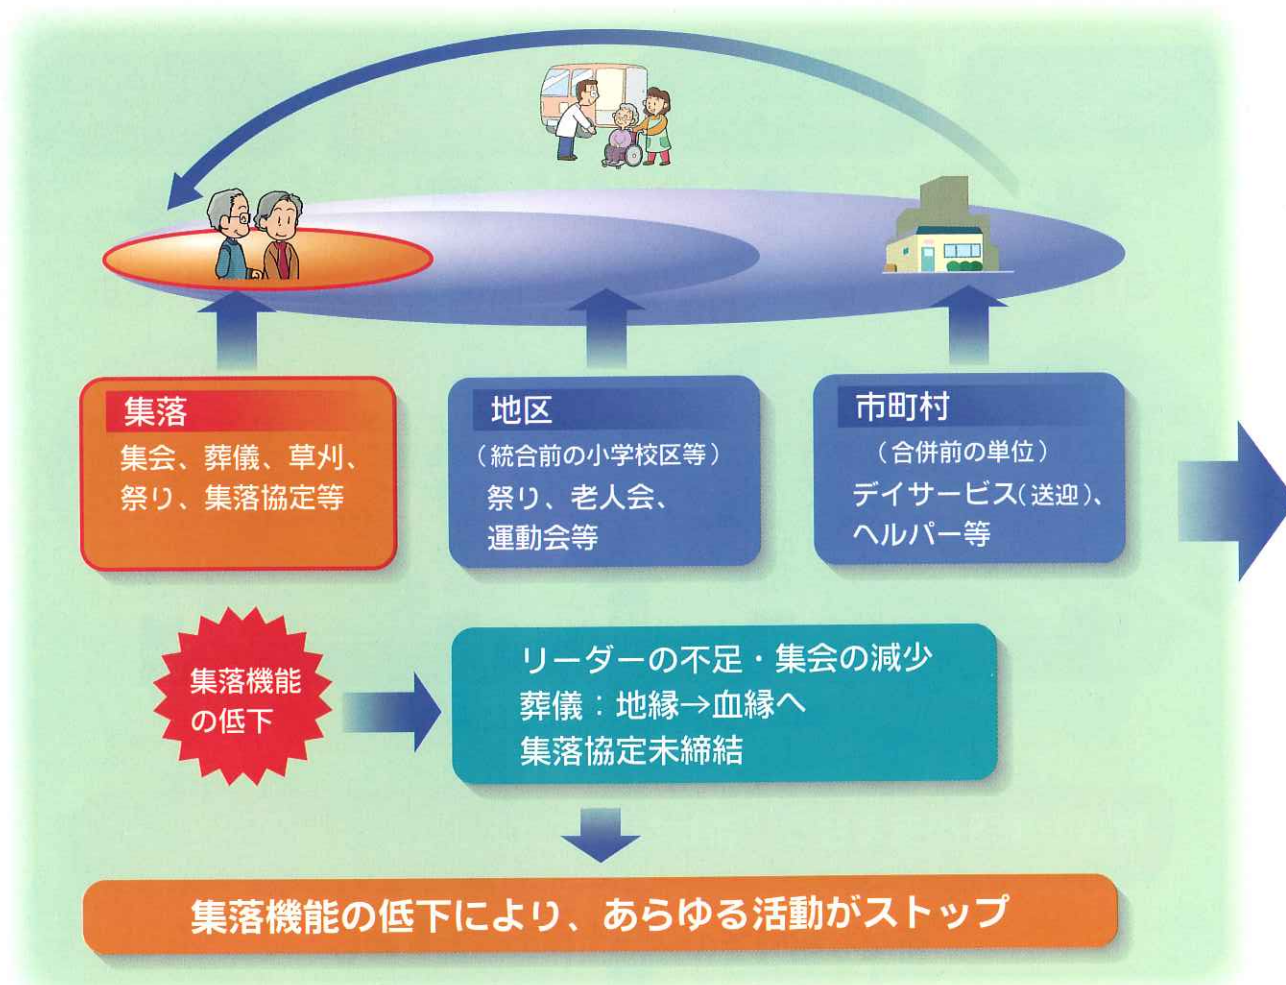 集落
集会、葬儀、草刈、
祭り、集落協定等
地区
（統合前の小学校区等）
祭り、老人会、
運動会等
市町村
（合併前の単位）
デイサービス（送迎）、
ヘルパー等
集落機能
の低下
リーダーの不足・集会の減少
葬儀：地縁→血縁へ
集落協定未締結
集落機能の低下により、あらゆる活動がストップ